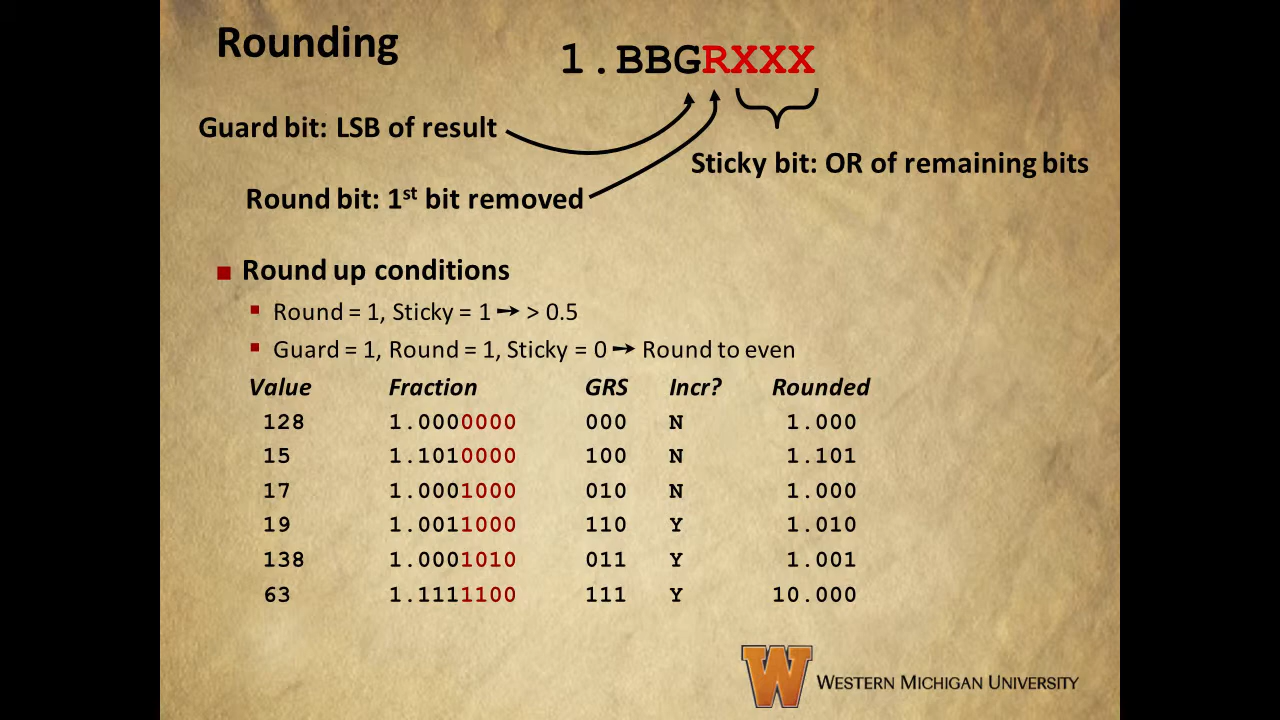 Rounding
1.BBGRXXX
Guard bit: LSB of result
Sticky bit: OR of remaining bits
Round bit: 1st bit removed
Round up conditions
Round = 1, Sticky = 1 ➙ > 0.5
Guard = 1, Round = 1, Sticky = 0 ➙ Round to even
Value Fraction GRS Incr? Rounded
128 1.0000000 000 N 1.000
15 1.1010000 100 N 1.101
17 1.0001000 010 N 1.000
19 1.0011000 110 Y 1.010
138 1.0001010 011 Y 1.001
63 1.1111100 111 Y 10.000
W WESTERN MICHIGAN UNIVERSITY